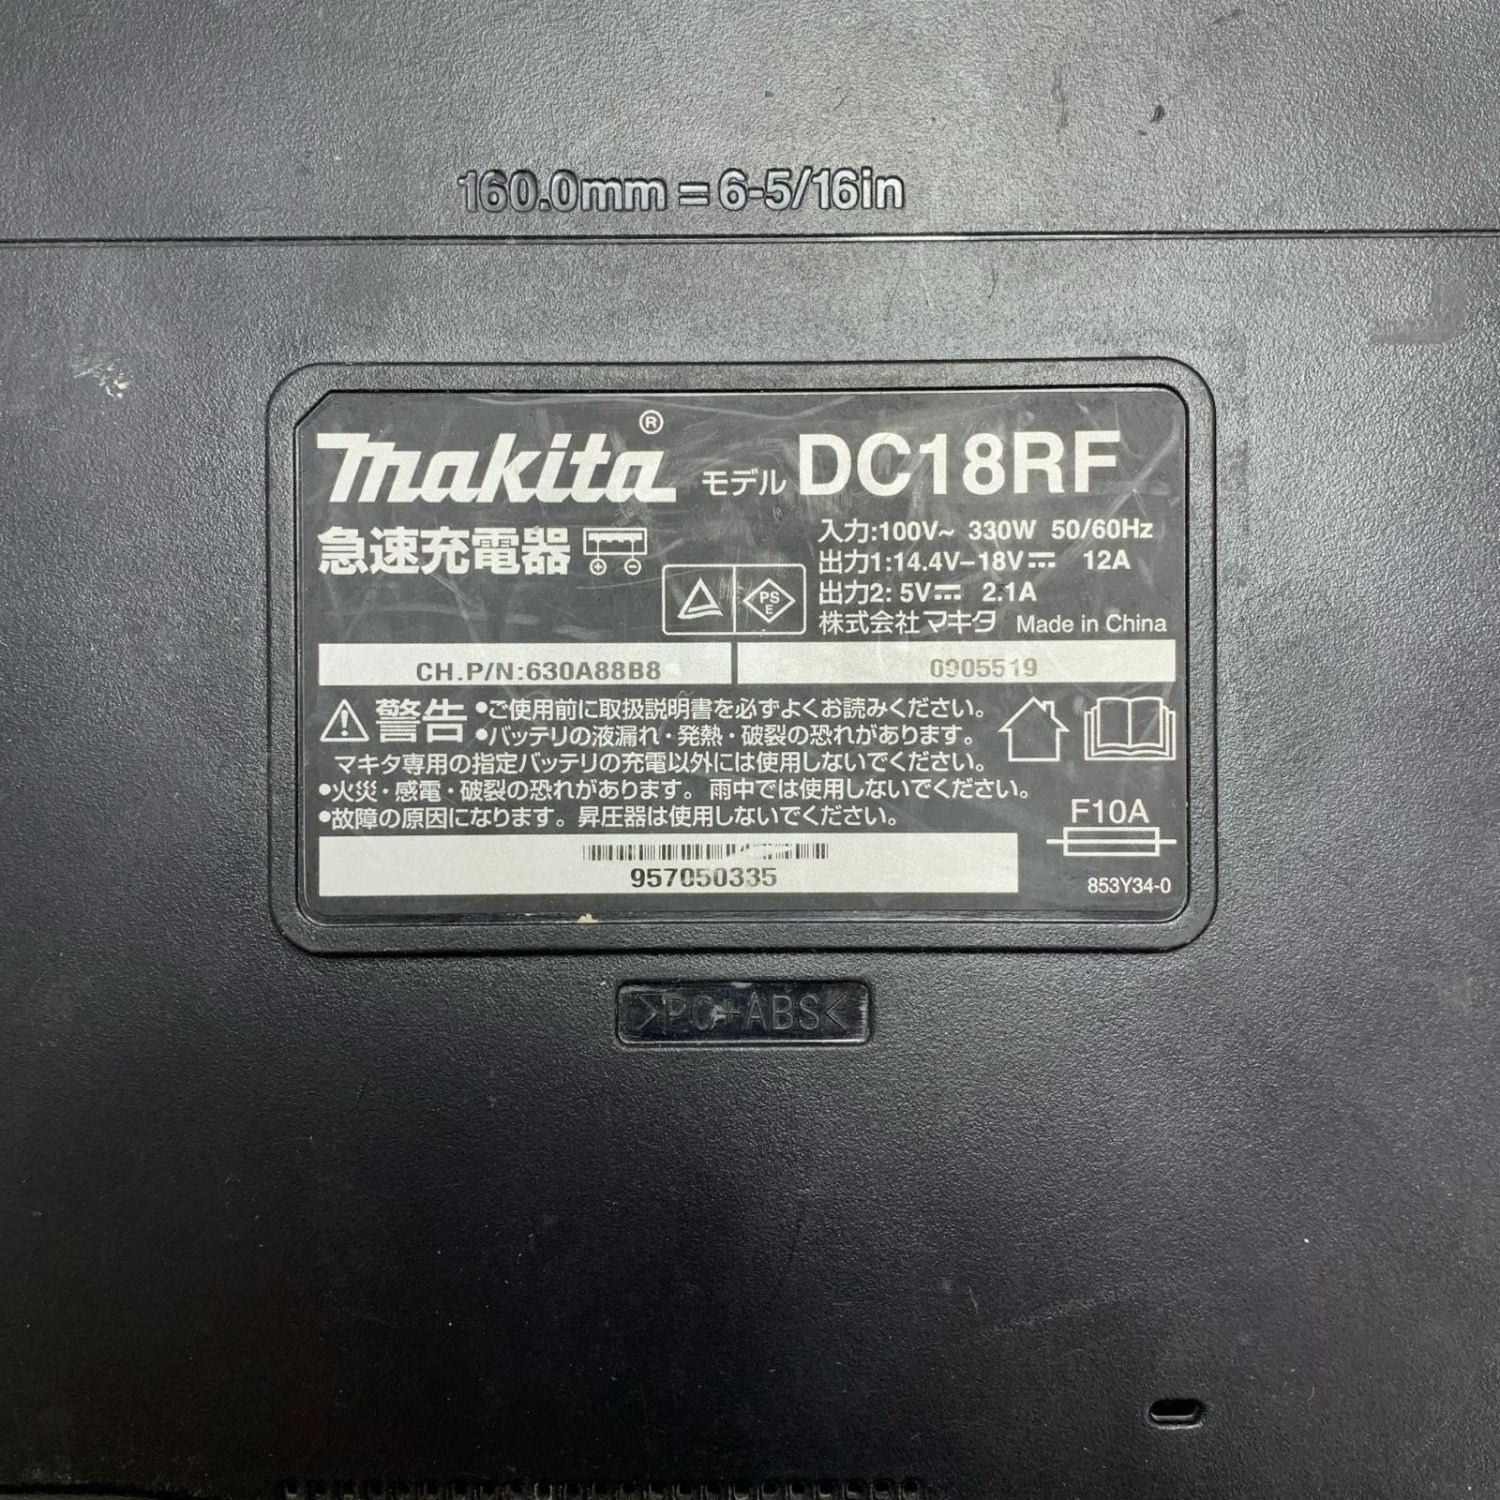 160.0mm = 6-5/16in
makita® モデル DC18RF
急速充電器
入力:100V~ 330W 50/60Hz
出力1:14.4V-18V⎓ 12A
出力2: 5V⎓ 2.1A
PS
E
株式会社 マキタ Made in China
CH.P/N:630A88B8
0905519
警告 •ご使用前に取扱説明書を必ずよくお読みください。
•バッテリの液漏れ・発熱・破裂の恐れがあります。
マキタ専用の指定バッテリの充電以外には使用しないでください。
•火災・感電・破裂の恐れがあります。雨中では使用しないでください。
•故障の原因になります。昇圧器は使用しないでください。
F10A
957050335
853Y34-0
>PC+ABS<